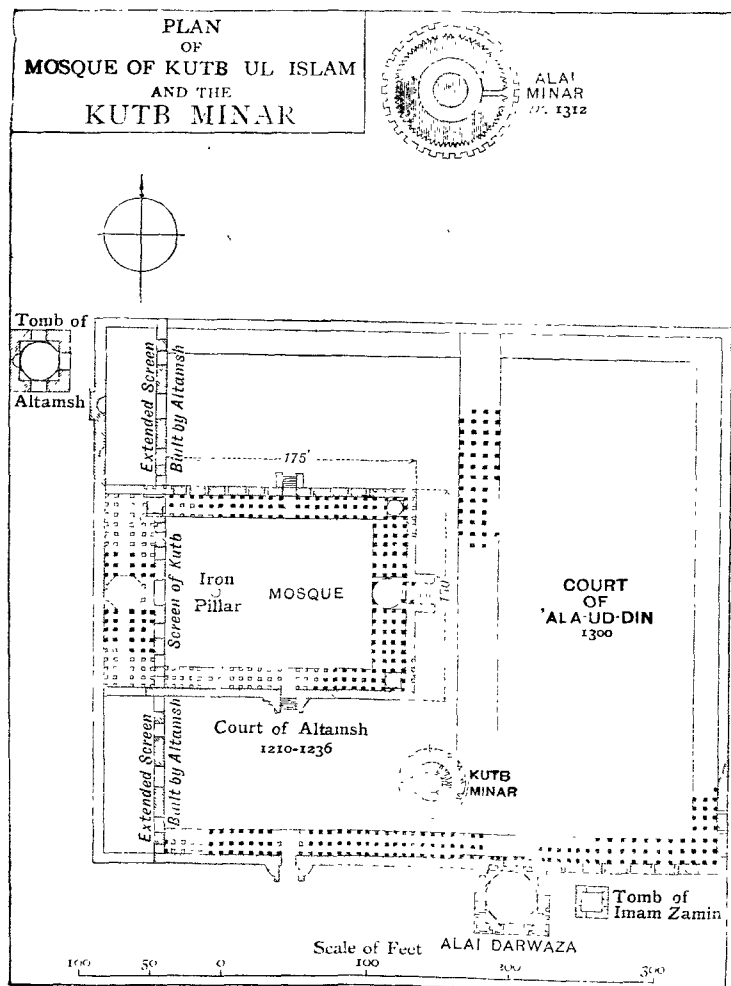 PLAN
OF
MOSQUE OF KUTB UL ISLAM
AND THE
KUTB MINAR
ALAI
MINAR
1312
Tomb of
Altamsh
Extended Screen
Built by Altamsh
175'
Screen of Kutb
Iron
Pillar
MOSQUE
170'
COURT
OF
'ALA-UD-DIN
1300
Court of Altamsh
1210-1236
Extended Screen
Built by Altamsh
KUTB
MINAR
Tomb of
Imam Zamin
ALAI DARWAZA
Scale of Feet
100 50 0 100 200 300